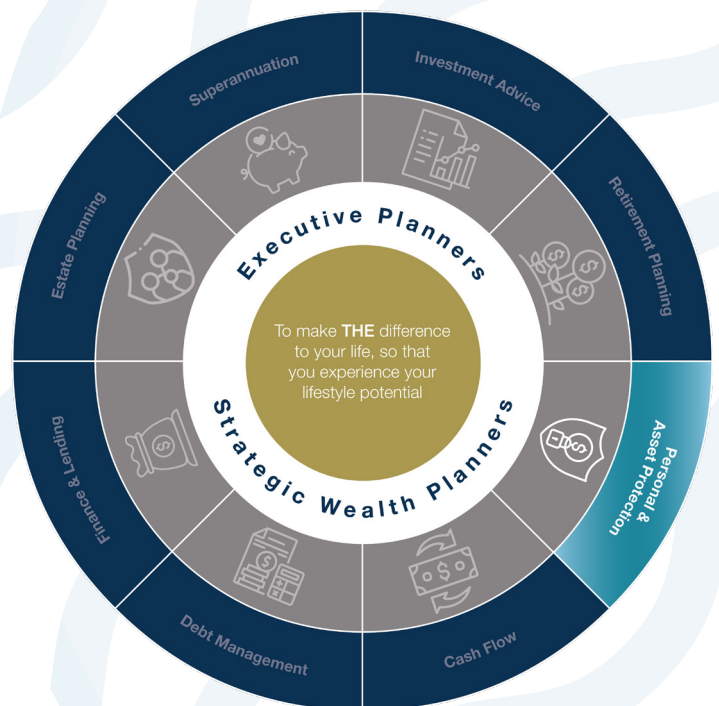 Superannuation
Investment Advice
Estate Planning
Retirement Planning
Executive Planners
To make THE difference
to your life, so that
you experience your
lifestyle potential
Strategic Wealth Planners
Finance & Lending
Personal &
Asset Protection
Debt Management
Cash Flow